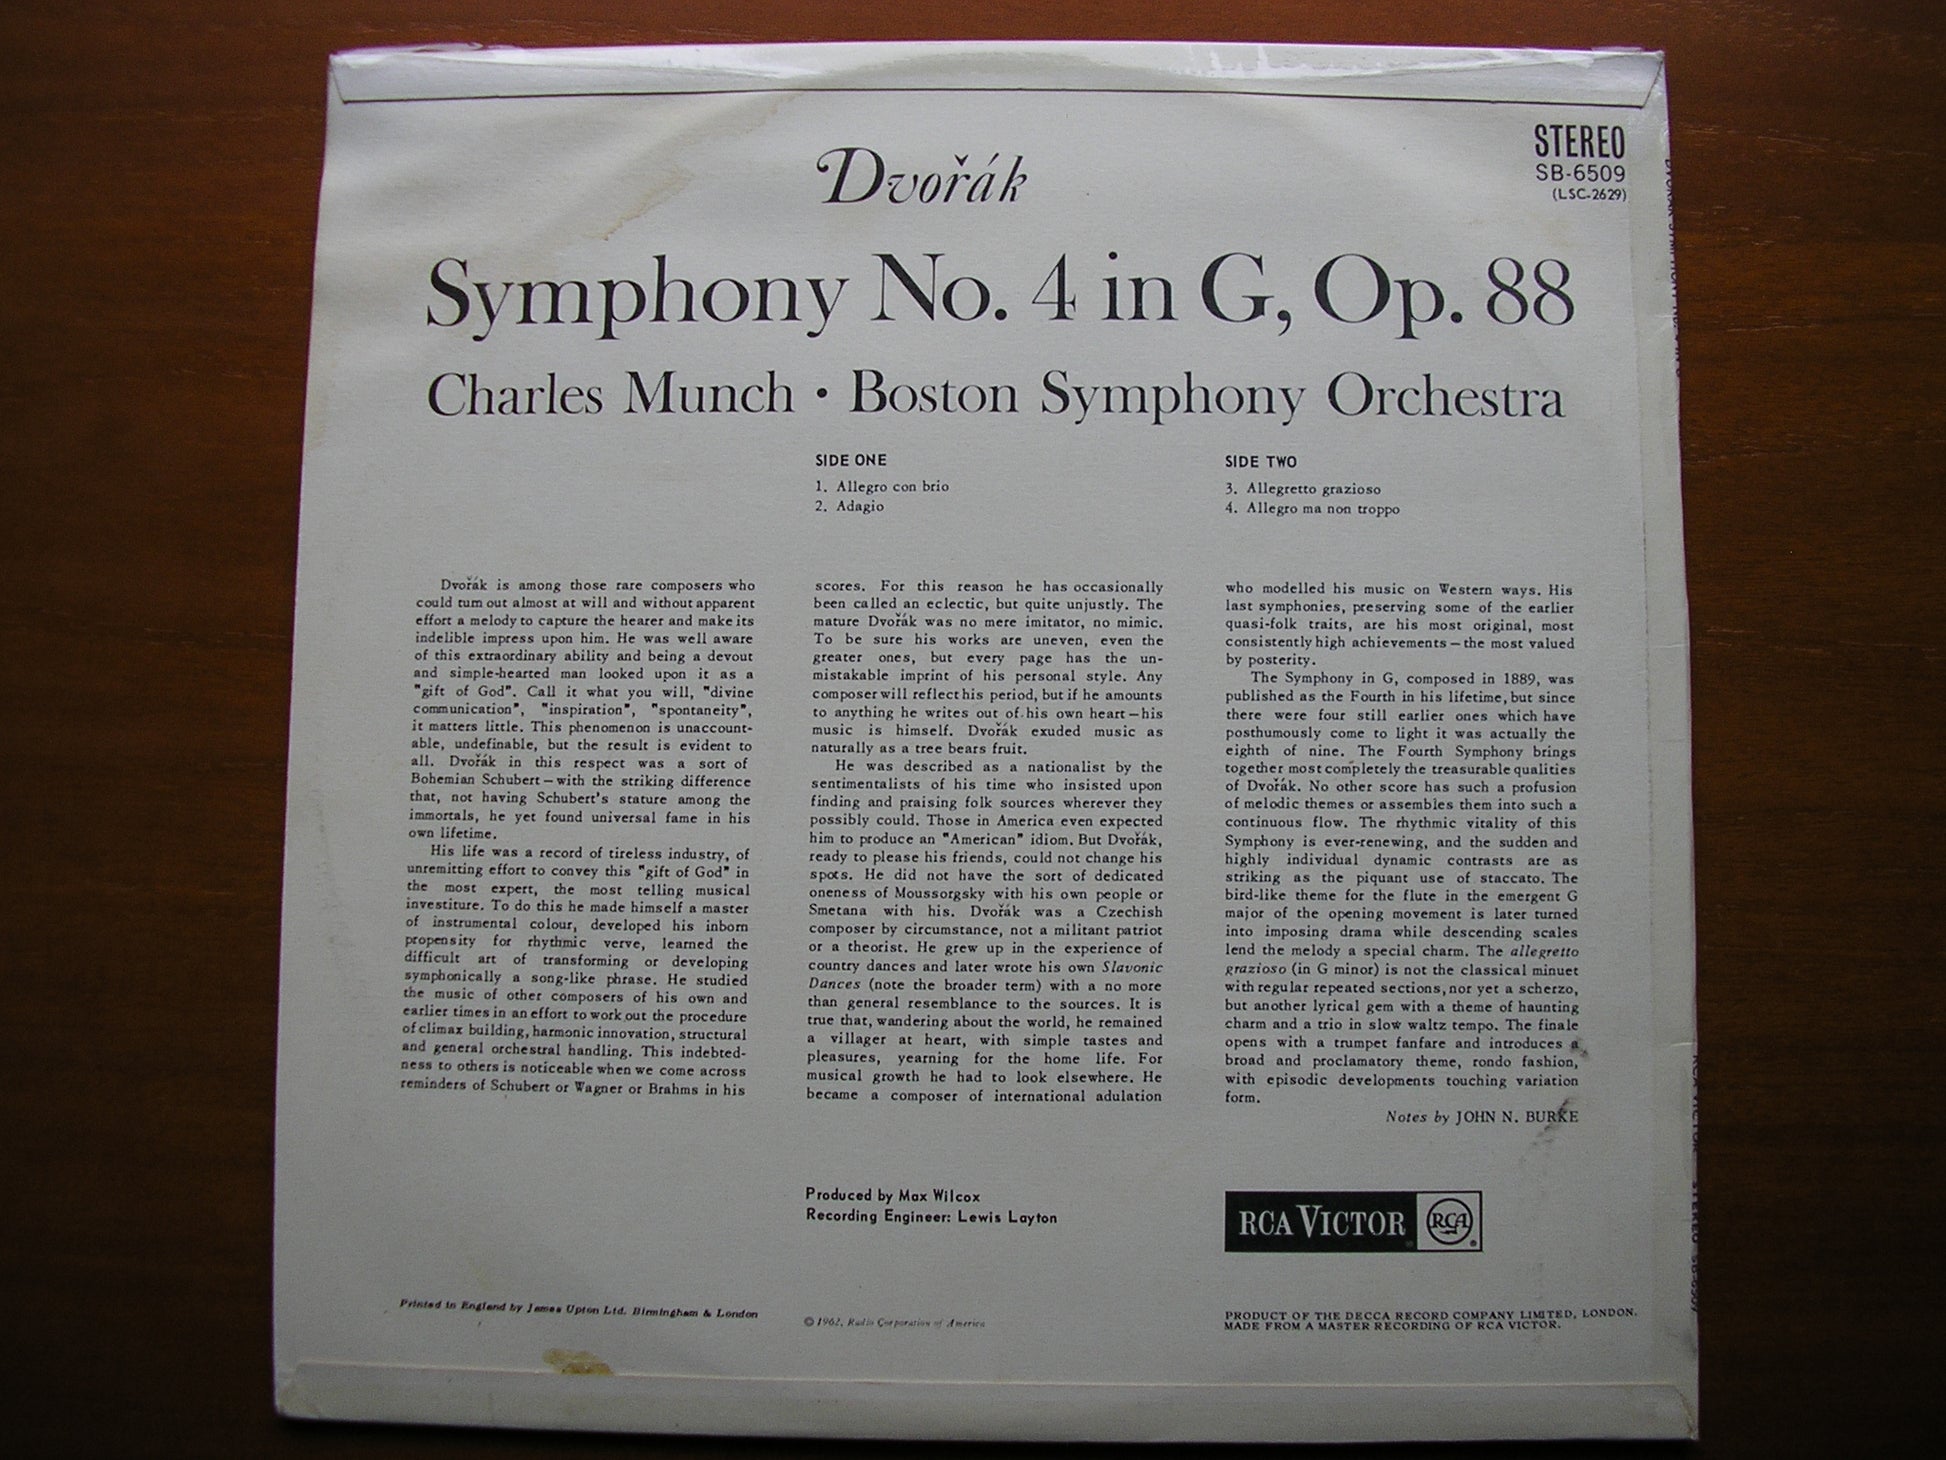 Dvořák
STEREO
SB-6509
(LSC-2629)
Symphony No. 4 in G, Op. 88
Charles Munch • Boston Symphony Orchestra
SIDE ONE
1. Allegro con brio
2. Adagio
SIDE TWO
3. Allegretto grazioso
4. Allegro ma non troppo
Dvořák is among those rare composers who
could turn out almost at will and without apparent
effort a melody to capture the hearer and make its
indelible impress upon him. He was well aware
of this extraordinary ability and being a devout
and simple-hearted man looked upon it as a
"gift of God". Call it what you will, "divine
communication", "inspiration", "spontaneity",
it matters little. This phenomenon is unaccount-
able, undefinable, but the result is evident to
all. Dvořák in this respect was a sort of
Bohemian Schubert — with the striking difference
that, not having Schubert's stature among the
immortals, he yet found universal fame in his
own lifetime.
His life was a record of tireless industry, of
unremitting effort to convey this "gift of God" in
the most expert, the most telling musical
investiture. To do this he made himself a master
of instrumental colour, developed his inborn
propensity for rhythmic verve, learned the
difficult art of transforming or developing
symphonically a song-like phrase. He studied
the music of other composers of his own and
earlier times in an effort to work out the procedure
of climax building, harmonic innovation, structural
and general orchestral handling. This indebted-
ness to others is noticeable when we come across
reminders of Schubert or Wagner or Brahms in his
scores. For this reason he has occasionally
been called an eclectic, but quite unjustly. The
mature Dvořák was no mere imitator, no mimic.
To be sure his works are uneven, even the
greater ones, but every page has the un-
mistakable imprint of his personal style. Any
composer will reflect his period, but if he amounts
to anything he writes out of his own heart — his
music is himself. Dvořák exuded music as
naturally as a tree bears fruit.
He was described as a nationalist by the
sentimentalists of his time who insisted upon
finding and praising folk sources wherever they
possibly could. Those in America even expected
him to produce an "American" idiom. But Dvořák,
ready to please his friends, could not change his
spots. He did not have the sort of dedicated
oneness of Moussorgsky with his own people or
Smetana with his. Dvořák was a Czechish
composer by circumstance, not a militant patriot
or a theorist. He grew up in the experience of
country dances and later wrote his own Slavonic
Dances (note the broader term) with a no more
than general resemblance to the sources. It is
true that, wandering about the world, he remained
a villager at heart, with simple tastes and
pleasures, yearning for the home life. For
musical growth he had to look elsewhere. He
became a composer of international adulation
who modelled his music on Western ways. His
last symphonies, preserving some of the earlier
quasi-folk traits, are his most original, most
consistently high achievements — the most valued
by posterity.
The Symphony in G, composed in 1889, was
published as the Fourth in his lifetime, but since
there were four still earlier ones which have
posthumously come to light it was actually the
eighth of nine. The Fourth Symphony brings
together most completely the treasurable qualities
of Dvořák. No other score has such a profusion
of melodic themes or assembles them into such a
continuous flow. The rhythmic vitality of this
Symphony is ever-renewing, and the sudden and
highly individual dynamic contrasts are as
striking as the piquant use of staccato. The
bird-like theme for the flute in the emergent G
major of the opening movement is later turned
into imposing drama while descending scales
lend the melody a special charm. The allegretto
grazioso (in G minor) is not the classical minuet
with regular repeated sections, nor yet a scherzo,
but another lyrical gem with a theme of haunting
charm and a trio in slow waltz tempo. The finale
opens with a trumpet fanfare and introduces a
broad and proclamatory theme, rondo fashion,
with episodic developments touching variation
form.
Notes by JOHN N. BURKE
Produced by Max Wilcox
Recording Engineer: Lewis Layton
RCA VICTOR
RCA
Printed in England by James Upton Ltd. Birmingham & London
© 1962, Radio Corporation of America
PRODUCT OF THE DECCA RECORD COMPANY LIMITED, LONDON.
MADE FROM A MASTER RECORDING OF RCA VICTOR.